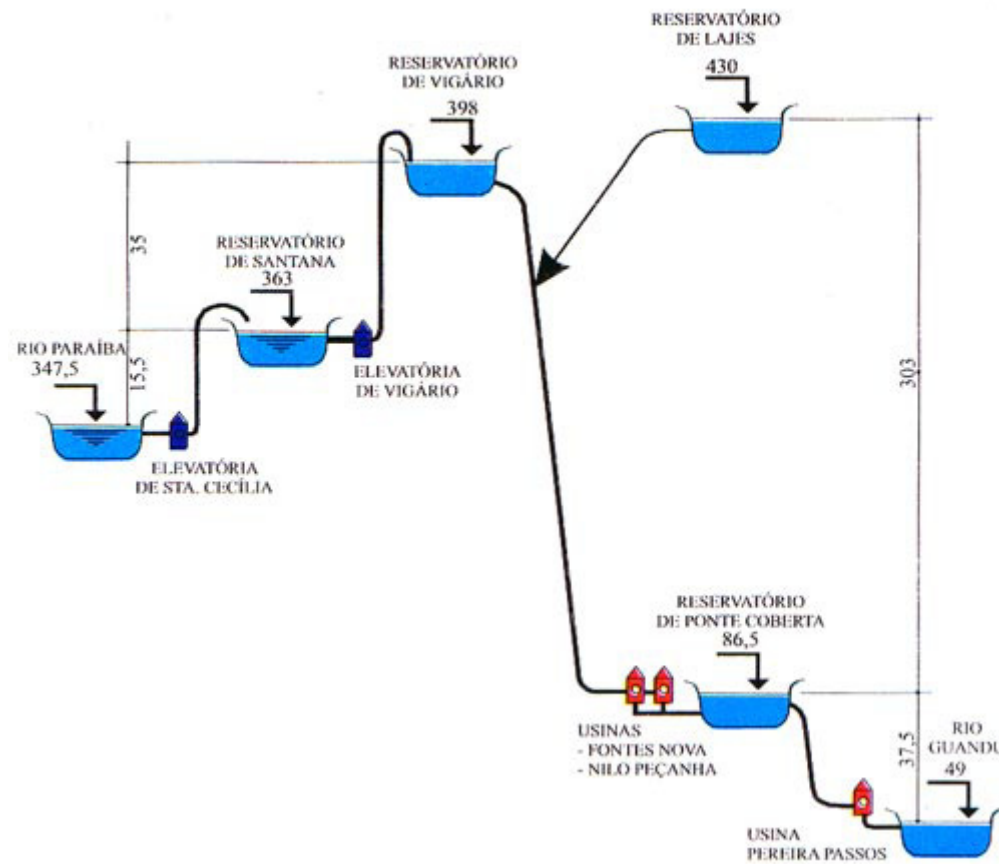 RESERVATÓRIO
DE LAJES
430
RESERVATÓRIO
DE VIGÁRIO
398
35
RESERVATÓRIO
DE SANTANA
363
RIO PARAÍBA
347,5
15,5
ELEVATÓRIA
DE VIGÁRIO
ELEVATÓRIA
DE STA. CECÍLIA
303
RESERVATÓRIO
DE PONTE COBERTA
86,5
USINAS
- FONTES NOVA
- NILO PEÇANHA
37,5
RIO
GUANDU
49
USINA
PEREIRA PASSOS